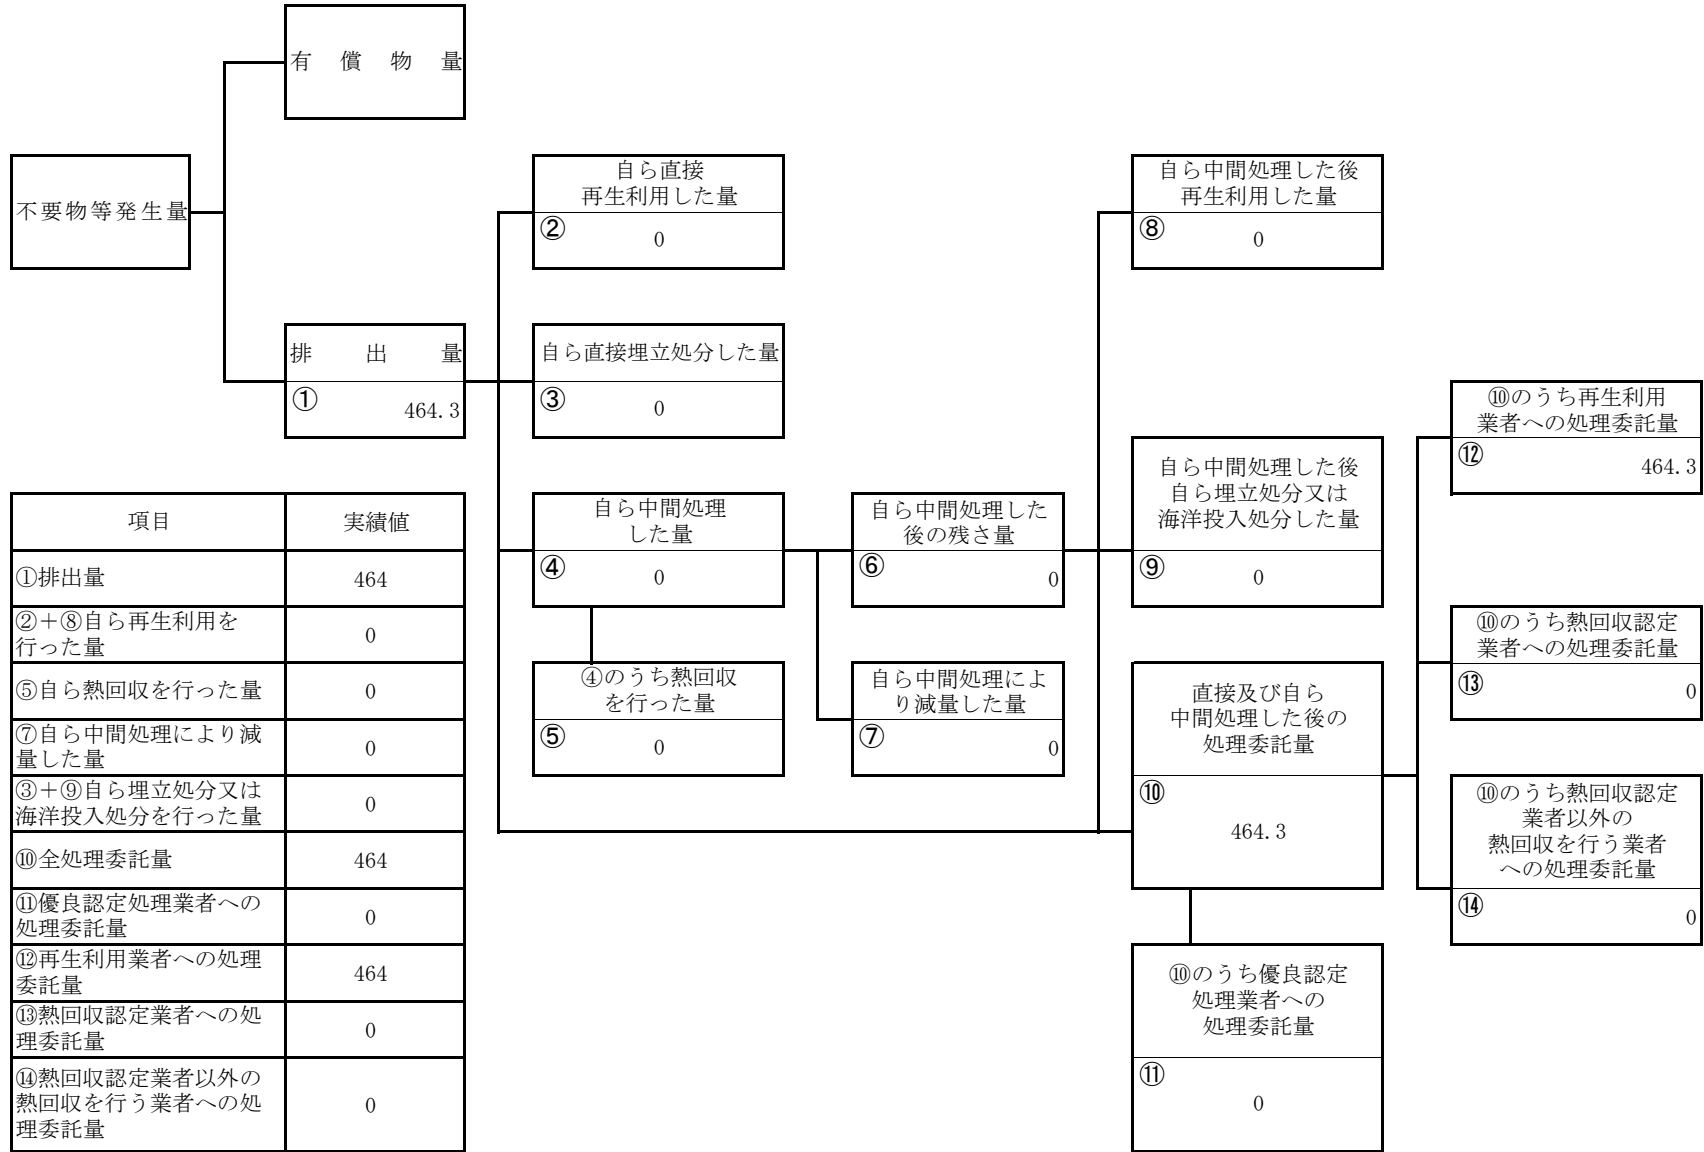 有償物量
不要物等発生量
排出量
①
464.3
自ら直接
再生利用した量
②
0
自ら直接埋立処分した量
③
0
自ら中間処理
した量
④
0
④のうち熱回収
を行った量
⑤
0
自ら中間処理した
後の残さ量
⑥
0
自ら中間処理によ
り減量した量
⑦
0
自ら中間処理した後
再生利用した量
⑧
0
自ら中間処理した後
自ら埋立処分又は
海洋投入処分した量
⑨
0
直接及び自ら
中間処理した後の
処理委託量
⑩
464.3
⑩のうち優良認定
処理業者への
処理委託量
⑪
0
⑩のうち再生利用
業者への処理委託量
⑫
464.3
⑩のうち熱回収認定
業者への処理委託量
⑬
0
⑩のうち熱回収認定
業者以外の
熱回収を行う業者
への処理委託量
⑭
0
項目 実績値
①排出量 464
②＋⑧自ら再生利用を
行った量 0
⑤自ら熱回収を行った量 0
⑦自ら中間処理により減
量した量 0
③＋⑨自ら埋立処分又は
海洋投入処分を行った量 0
⑩全処理委託量 464
⑪優良認定処理業者への
処理委託量 0
⑫再生利用業者への処理
委託量 464
⑬熱回収認定業者への処
理委託量 0
⑭熱回収認定業者以外の
熱回収を行う業者への処
理委託量 0